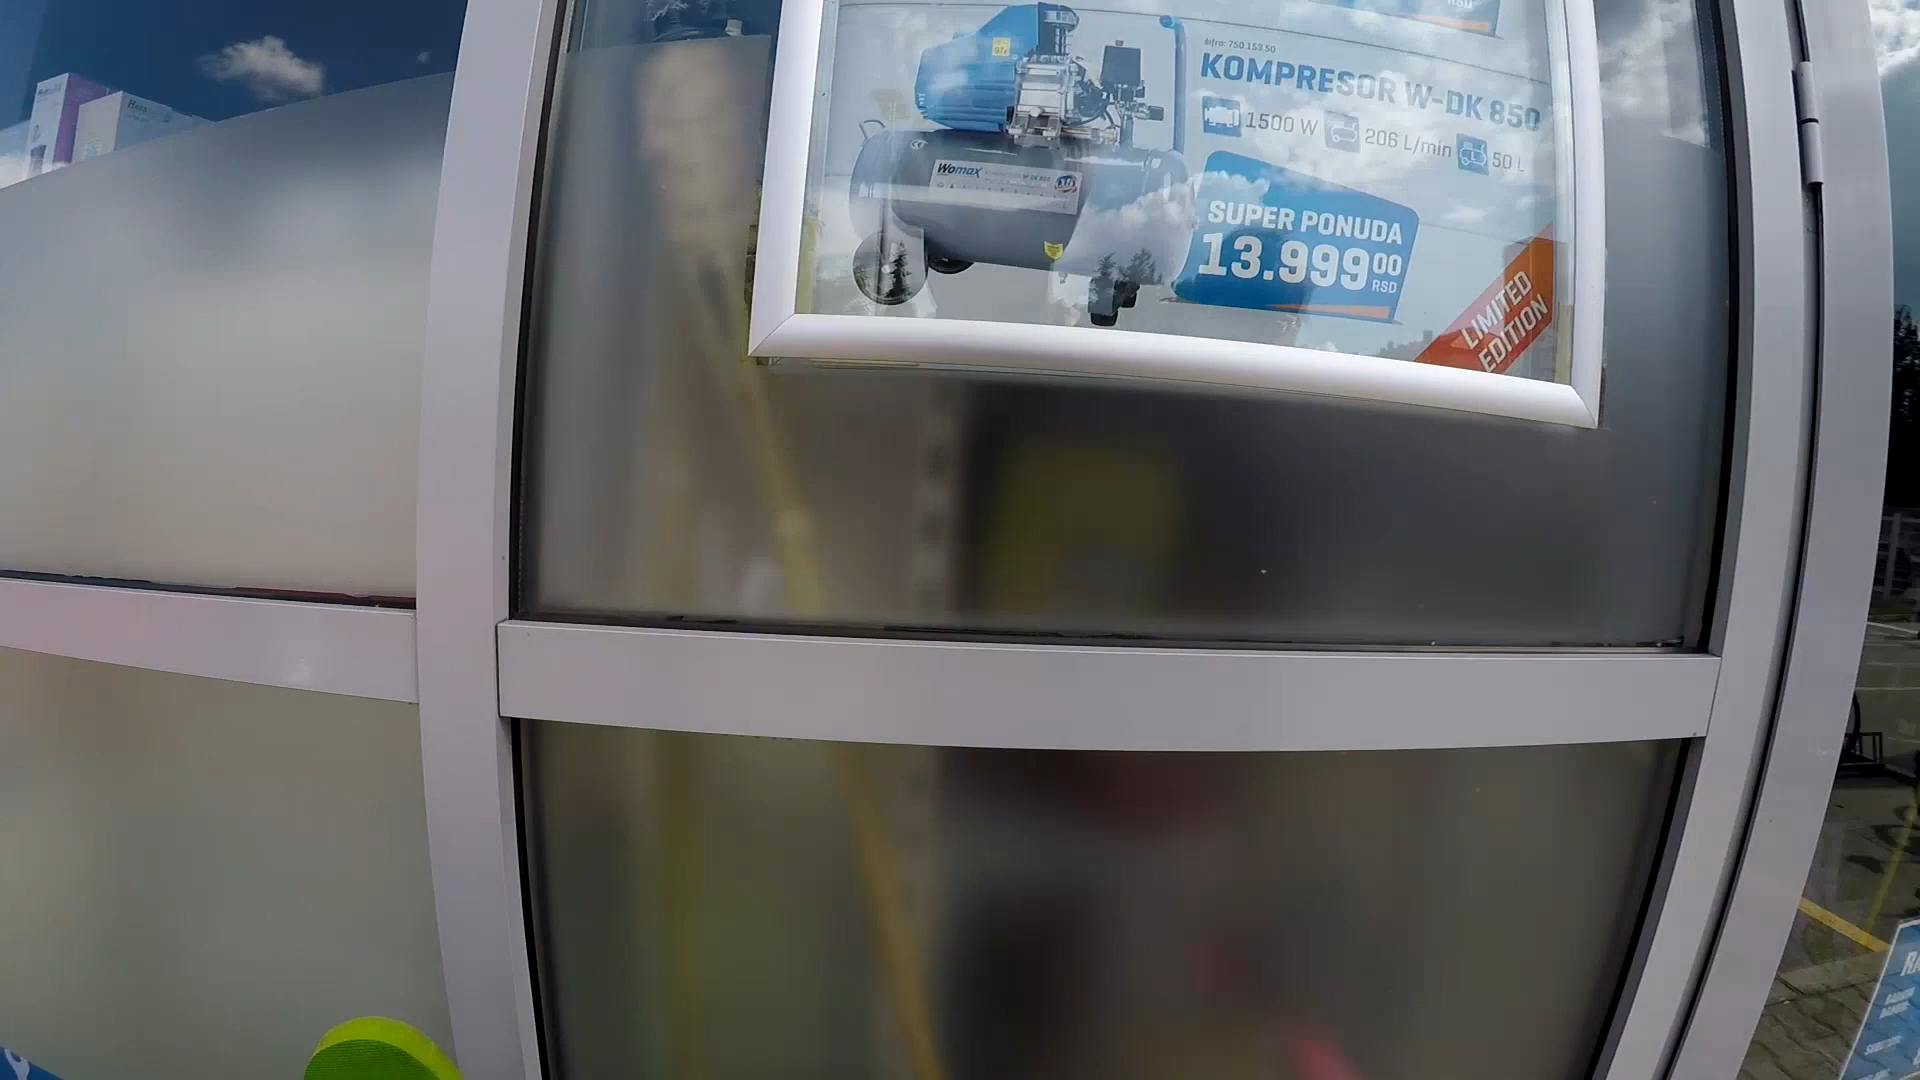 RSD
šifra: 750.153.50
KOMPRESOR W-DK 850
1500 W 206 L/min 50 L
Womax
SUPER PONUDA
13.999 00
RSD
LIMITED
EDITION